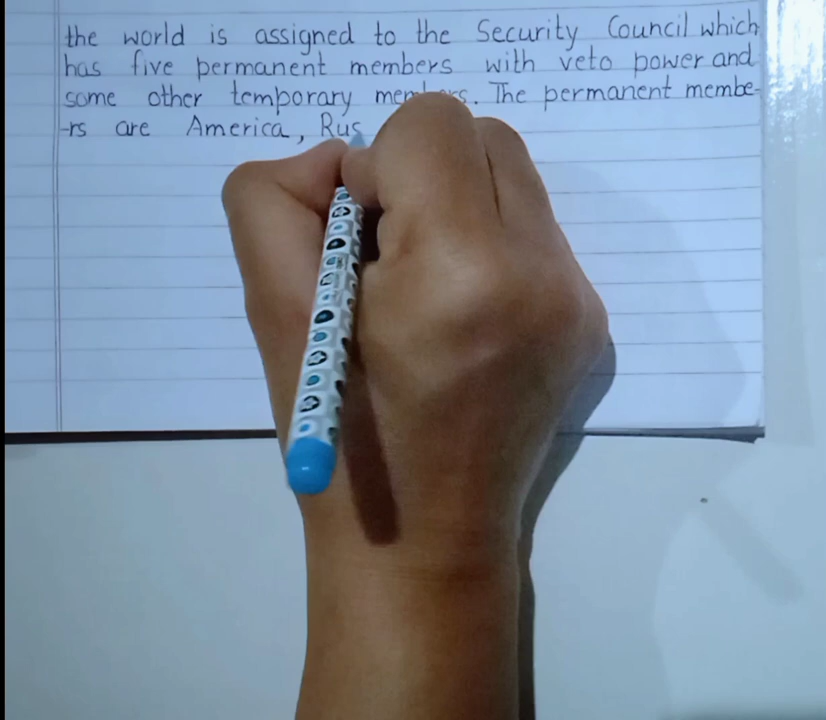 the world is assigned to the Security Council which
has five permanent members with veto power and
some other temporary members. The permanent membe-
-rs are America, Rus